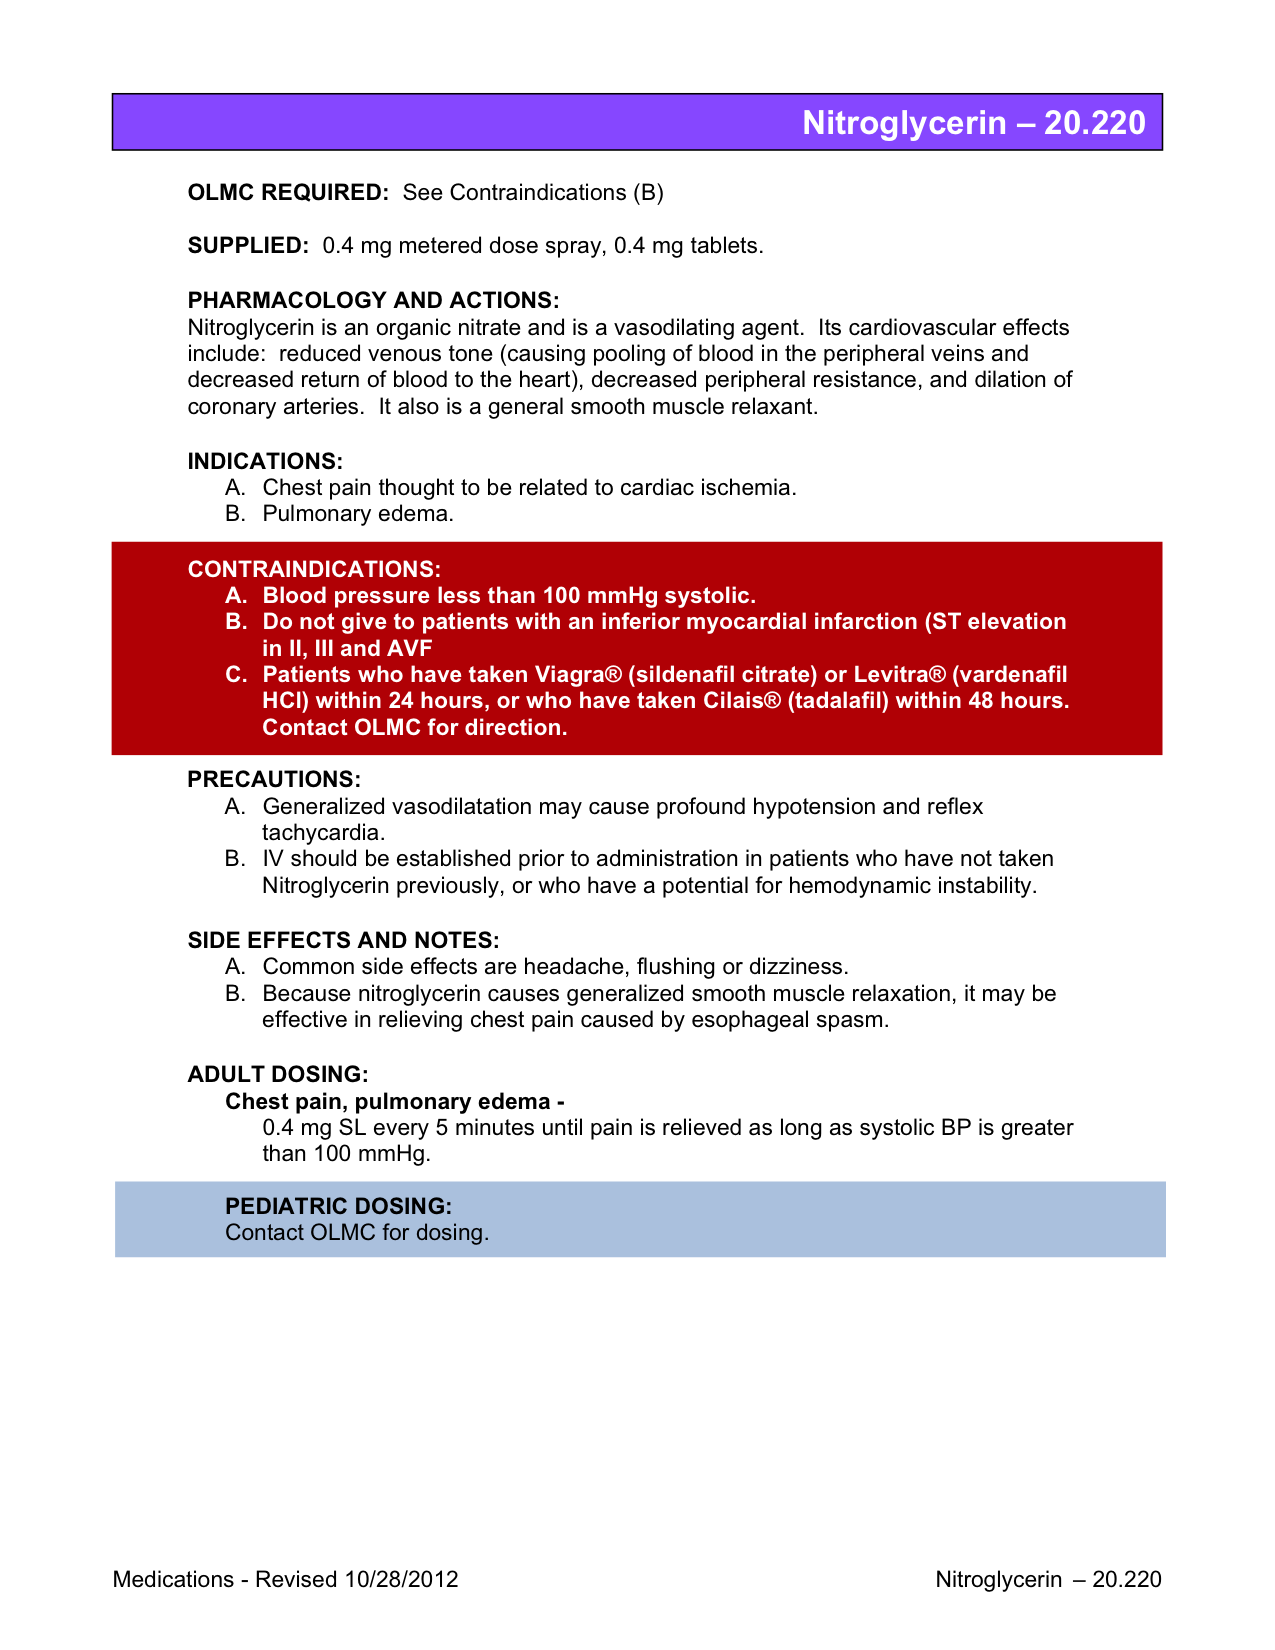 Nitroglycerin – 20.220
OLMC REQUIRED: See Contraindications (B)
SUPPLIED: 0.4 mg metered dose spray, 0.4 mg tablets.
PHARMACOLOGY AND ACTIONS:
Nitroglycerin is an organic nitrate and is a vasodilating agent. Its cardiovascular effects
include: reduced venous tone (causing pooling of blood in the peripheral veins and
decreased return of blood to the heart), decreased peripheral resistance, and dilation of
coronary arteries. It also is a general smooth muscle relaxant.
INDICATIONS:
A. Chest pain thought to be related to cardiac ischemia.
B. Pulmonary edema.
CONTRAINDICATIONS:
A. Blood pressure less than 100 mmHg systolic.
B. Do not give to patients with an inferior myocardial infarction (ST elevation
in II, III and AVF
C. Patients who have taken Viagra® (sildenafil citrate) or Levitra® (vardenafil
HCl) within 24 hours, or who have taken Cilais® (tadalafil) within 48 hours.
Contact OLMC for direction.
PRECAUTIONS:
A. Generalized vasodilatation may cause profound hypotension and reflex
tachycardia.
B. IV should be established prior to administration in patients who have not taken
Nitroglycerin previously, or who have a potential for hemodynamic instability.
SIDE EFFECTS AND NOTES:
A. Common side effects are headache, flushing or dizziness.
B. Because nitroglycerin causes generalized smooth muscle relaxation, it may be
effective in relieving chest pain caused by esophageal spasm.
ADULT DOSING:
Chest pain, pulmonary edema -
0.4 mg SL every 5 minutes until pain is relieved as long as systolic BP is greater
than 100 mmHg.
PEDIATRIC DOSING:
Contact OLMC for dosing.
Medications - Revised 10/28/2012 Nitroglycerin – 20.220